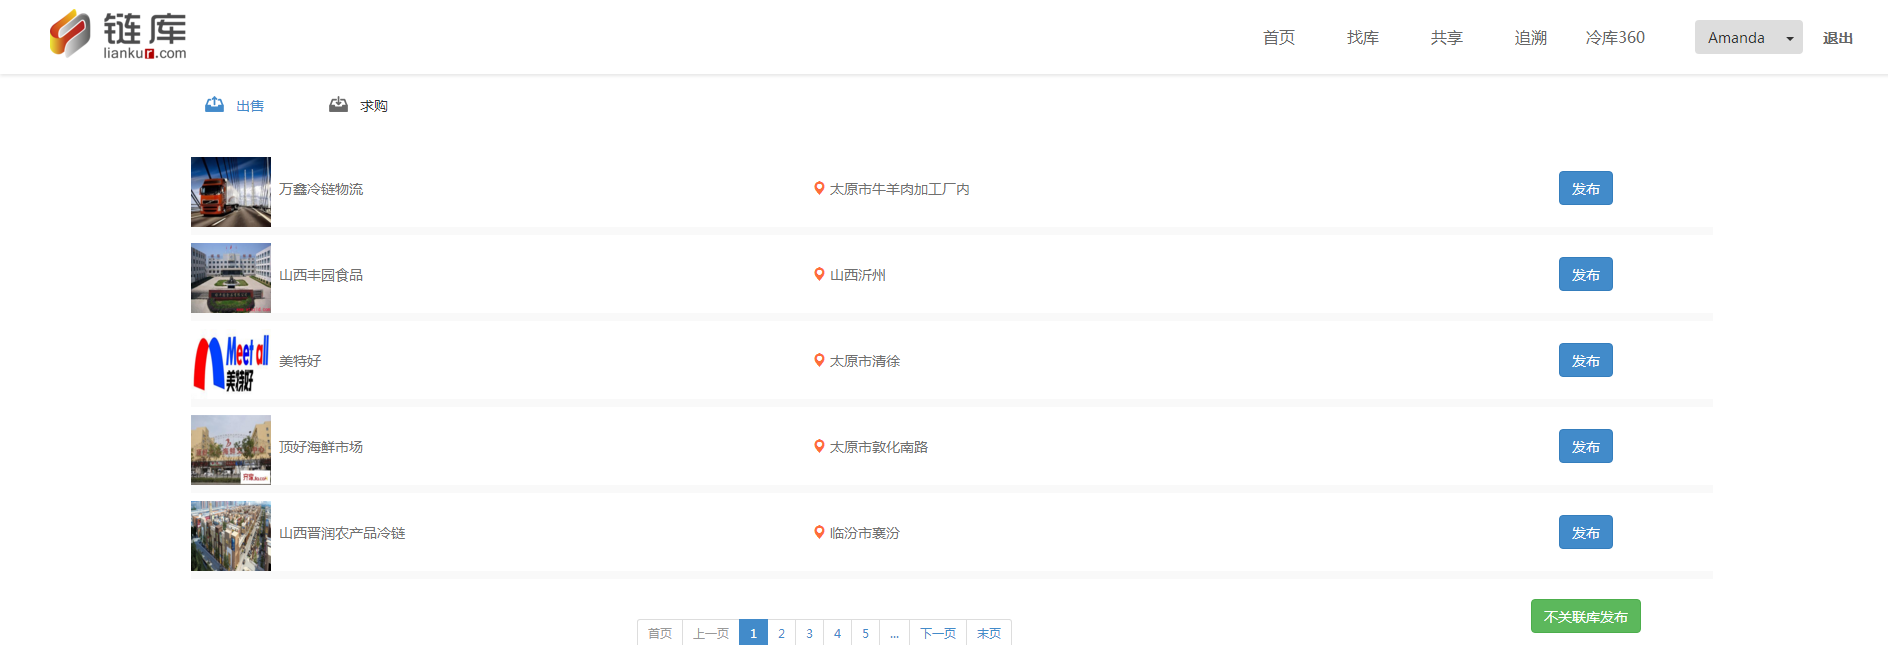 链库
liankur.com
首页 找库 共享 追溯 冷库360 Amanda 退出
出售 求购
万鑫冷链物流 太原市牛羊肉加工厂内 发布
山西丰园食品 山西沂州 发布
Meet all
美特好
美特好 太原市清徐 发布
顶好海鲜市场 太原市敦化南路 发布
山西晋润农产品冷链 临汾市襄汾 发布
不关联库发布
首页 上一页 1 2 3 4 5 ... 下一页 末页